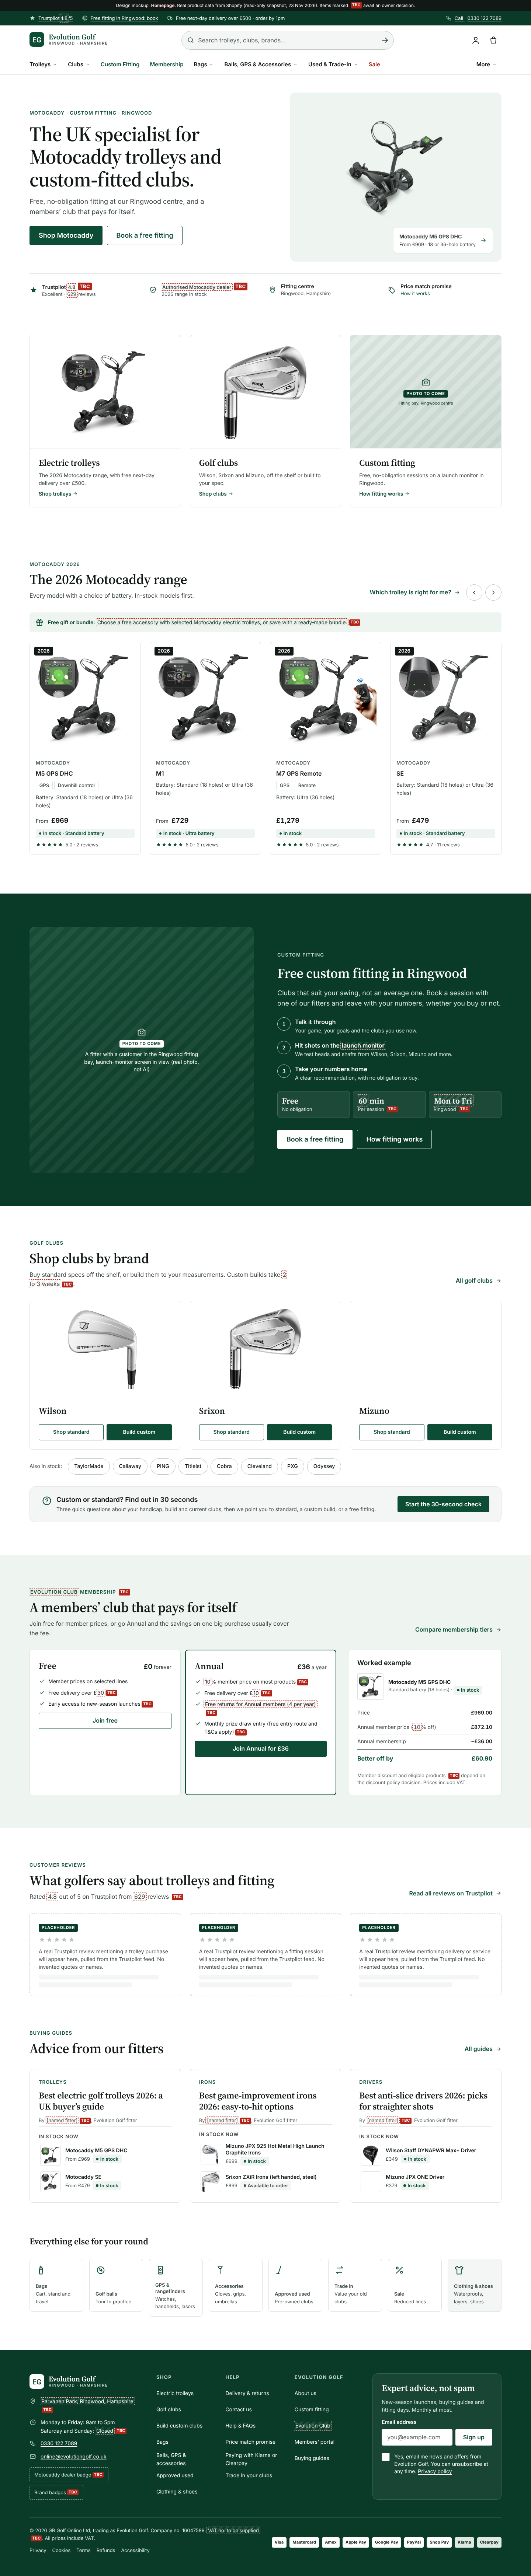 Design mockup: Homepage. Real product data from Shopify (read-only snapshot, 23 Nov 2026). Items marked TBC await an owner decision.
Trustpilot 4.8/5
Free fitting in Ringwood: book
Free next-day delivery over £500 · order by 1pm
Call 0330 122 7089
EG Evolution Golf
RINGWOOD · HAMPSHIRE
Search trolleys, clubs, brands...
Trolleys Clubs Custom Fitting Membership Bags Balls, GPS & Accessories Used & Trade-in Sale More
MOTOCADDY · CUSTOM FITTING · RINGWOOD
The UK specialist for
Motocaddy trolleys and
custom-fitted clubs.
Free, no-obligation fitting at our Ringwood centre, and a
members' club that pays for itself.
Shop Motocaddy
Book a free fitting
Motocaddy M5 GPS DHC
From £969 · 18 or 36-hole battery
Trustpilot 4.8 TBC
Excellent · 629 reviews
Authorised Motocaddy dealer TBC
2026 range in stock
Fitting centre
Ringwood, Hampshire
Price match promise
How it works
PHOTO TO COME
Fitting bay, Ringwood centre
Electric trolleys
The 2026 Motocaddy range, with free next-day
delivery over £500.
Shop trolleys
Golf clubs
Wilson, Srixon and Mizuno, off the shelf or built to
your spec.
Shop clubs
Custom fitting
Free, no-obligation sessions on a launch monitor in
Ringwood.
How fitting works
MOTOCADDY 2026
The 2026 Motocaddy range
Every model with a choice of battery. In-stock models first.
Which trolley is right for me?
Free gift or bundle: Choose a free accessory with selected Motocaddy electric trolleys, or save with a ready-made bundle. TBC
2026
MOTOCADDY
M5 GPS DHC
GPS Downhill control
Battery: Standard (18 holes) or Ultra (36
holes)
From £969
In stock · Standard battery
5.0 · 2 reviews
2026
MOTOCADDY
M1
Battery: Standard (18 holes) or Ultra (36
holes)
From £729
In stock · Ultra battery
5.0 · 2 reviews
2026
MOTOCADDY
M7 GPS Remote
GPS Remote
Battery: Ultra (36 holes)
£1,279
In stock
5.0 · 2 reviews
2026
MOTOCADDY
SE
Battery: Standard (18 holes) or Ultra (36
holes)
From £479
In stock · Standard battery
4.7 · 11 reviews
PHOTO TO COME
A fitter with a customer in the Ringwood fitting
bay, launch-monitor screen in view (real photo,
not AI)
CUSTOM FITTING
Free custom fitting in Ringwood
Clubs that suit your swing, not an average one. Book a session with
one of our fitters and leave with your numbers, whether you buy or not.
1 Talk it through
Your game, your goals and the clubs you use now.
2 Hit shots on the launch monitor
We test heads and shafts from Wilson, Srixon, Mizuno and more.
3 Take your numbers home
A clear recommendation, with no obligation to buy.
Free
No obligation
60 min
Per session TBC
Mon to Fri
Ringwood TBC
Book a free fitting
How fitting works
GOLF CLUBS
Shop clubs by brand
Buy standard specs off the shelf, or build them to your measurements. Custom builds take 2
to 3 weeks TBC
All golf clubs
Wilson
Shop standard
Build custom
Srixon
Shop standard
Build custom
Mizuno
Shop standard
Build custom
Also in stock: TaylorMade Callaway PING Titleist Cobra Cleveland PXG Odyssey
Custom or standard? Find out in 30 seconds
Three quick questions about your handicap, build and current clubs, then we point you to standard, a custom build, or a free fitting.
Start the 30-second check
EVOLUTION CLUB MEMBERSHIP TBC
A members' club that pays for itself
Join free for member prices, or go Annual and the savings on one big purchase usually cover
the fee.
Compare membership tiers
Free £0 forever
Member prices on selected lines
Free delivery over £30 TBC
Early access to new-season launches TBC
Join free
Annual £36 a year
10% member price on most products TBC
Free delivery over £10 TBC
Free returns for Annual members (4 per year)
TBC
Monthly prize draw entry (free entry route and
T&Cs apply) TBC
Join Annual for £36
Worked example
Motocaddy M5 GPS DHC
Standard battery (18 holes) In stock
Price £969.00
Annual member price (10% off) £872.10
Annual membership −£36.00
Better off by £60.90
Member discount and eligible products TBC depend on
the discount policy decision. Prices include VAT.
CUSTOMER REVIEWS
What golfers say about trolleys and fitting
Rated 4.8 out of 5 on Trustpilot from 629 reviews TBC
Read all reviews on Trustpilot
PLACEHOLDER
A real Trustpilot review mentioning a trolley purchase
will appear here, pulled from the Trustpilot feed. No
invented quotes or names.
PLACEHOLDER
A real Trustpilot review mentioning a fitting session
will appear here, pulled from the Trustpilot feed. No
invented quotes or names.
PLACEHOLDER
A real Trustpilot review mentioning delivery or service
will appear here, pulled from the Trustpilot feed. No
invented quotes or names.
BUYING GUIDES
Advice from our fitters
All guides
TROLLEYS
Best electric golf trolleys 2026: a
UK buyer's guide
By [named fitter] TBC Evolution Golf fitter
IN STOCK NOW
Motocaddy M5 GPS DHC
From £969 In stock
Motocaddy SE
From £479 In stock
IRONS
Best game-improvement irons
2026: easy-to-hit options
By [named fitter] TBC Evolution Golf fitter
IN STOCK NOW
Mizuno JPX 925 Hot Metal High Launch
Graphite Irons
£699 In stock
Srixon ZXiR Irons (left handed, steel)
£899 Available to order
DRIVERS
Best anti-slice drivers 2026: picks
for straighter shots
By [named fitter] TBC Evolution Golf fitter
IN STOCK NOW
Wilson Staff DYNAPWR Max+ Driver
£349 In stock
Mizuno JPX ONE Driver
£379 In stock
Everything else for your round
Bags
Cart, stand and
travel
Golf balls
Tour to practice
GPS &
rangefinders
Watches,
handhelds, lasers
Accessories
Gloves, grips,
umbrellas
Approved used
Pre-owned clubs
Trade in
Value your old
clubs
Sale
Reduced lines
Clothing & shoes
Waterproofs,
layers, shoes
EG Evolution Golf
RINGWOOD · HAMPSHIRE
Parvaneh Park, Ringwood, Hampshire
TBC
Monday to Friday: 9am to 5pm
Saturday and Sunday: Closed TBC
0330 122 7089
online@evolutiongolf.co.uk
Motocaddy dealer badge TBC
Brand badges TBC
SHOP
Electric trolleys
Golf clubs
Build custom clubs
Bags
Balls, GPS &
accessories
Approved used
Clothing & shoes
HELP
Delivery & returns
Contact us
Help & FAQs
Price match promise
Paying with Klarna or
Clearpay
Trade in your clubs
EVOLUTION GOLF
About us
Custom fitting
Evolution Club
Members' portal
Buying guides
Expert advice, not spam
New-season launches, buying guides and
fitting days. Monthly at most.
Email address
you@example.com
Sign up
Yes, email me news and offers from
Evolution Golf. You can unsubscribe at
any time. Privacy policy
© 2026 GB Golf Online Ltd, trading as Evolution Golf. Company no. 16047589. VAT no. to be supplied
TBC. All prices include VAT.
Privacy Cookies Terms Refunds Accessibility
Visa Mastercard Amex Apple Pay Google Pay PayPal Shop Pay Klarna Clearpay